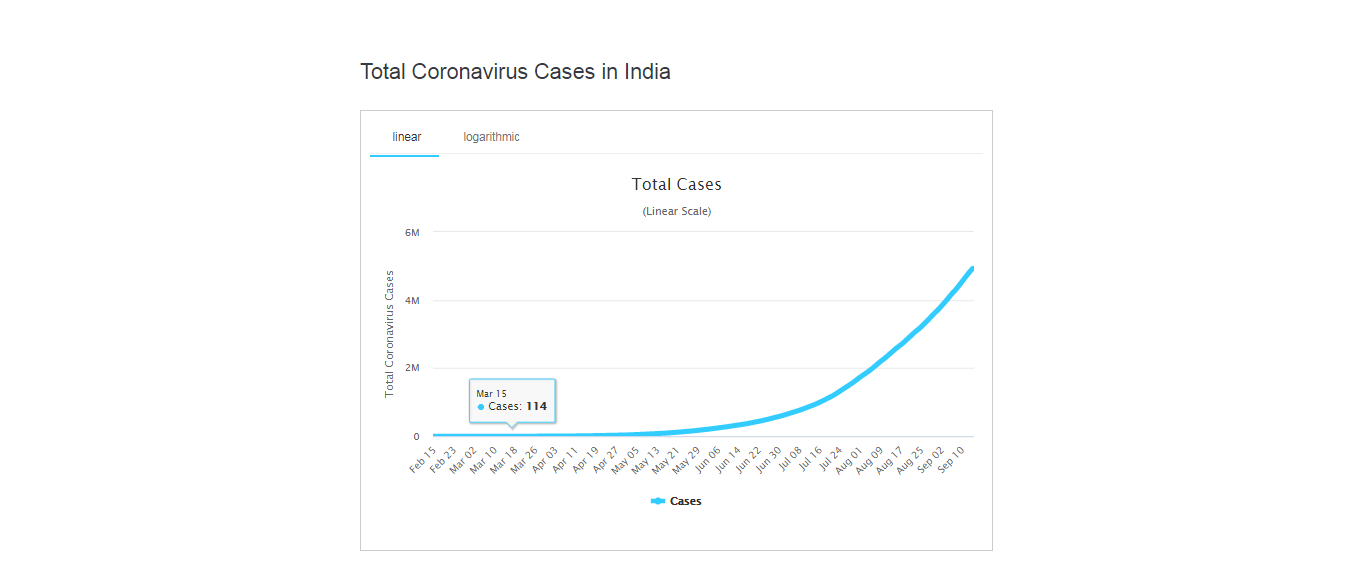 Total Coronavirus Cases in India
linear logarithmic
Total Cases
(Linear Scale)
Total Coronavirus Cases
6M
4M
2M
0
Mar 15
Cases: 114
Feb 15 Feb 23 Mar 02 Mar 10 Mar 18 Mar 26 Apr 03 Apr 11 Apr 19 Apr 27 May 05 May 13 May 21 May 29 Jun 06 Jun 14 Jun 22 Jun 30 Jul 08 Jul 16 Jul 24 Aug 01 Aug 09 Aug 17 Aug 25 Sep 02 Sep 10
Cases